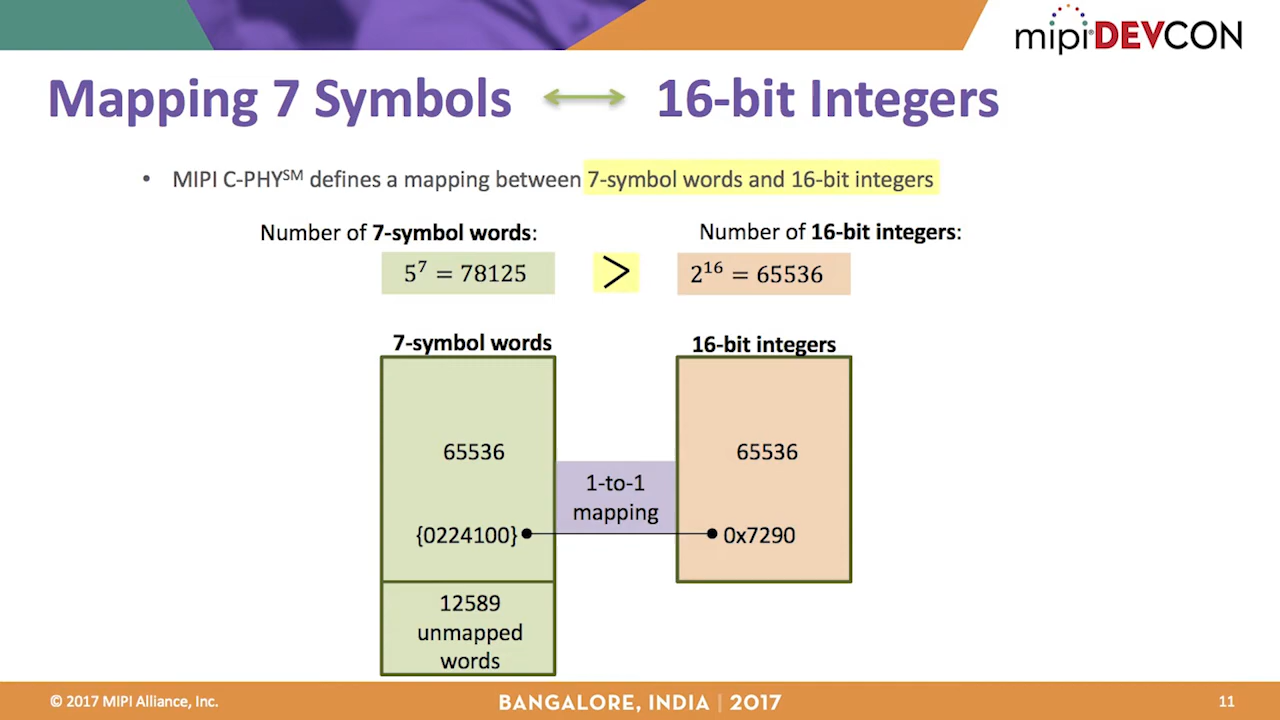 mipi DEVCON
Mapping 7 Symbols ⟷ 16-bit Integers
• MIPI C-PHY℠ defines a mapping between 7-symbol words and 16-bit integers
Number of 7-symbol words:
Number of 16-bit integers:
5⁷ = 78125 > 2¹⁶ = 65536
7-symbol words
16-bit integers
65536
65536
1-to-1
mapping
{0224100}
0x7290
12589
unmapped
words
© 2017 MIPI Alliance, Inc.
BANGALORE, INDIA | 2017
11